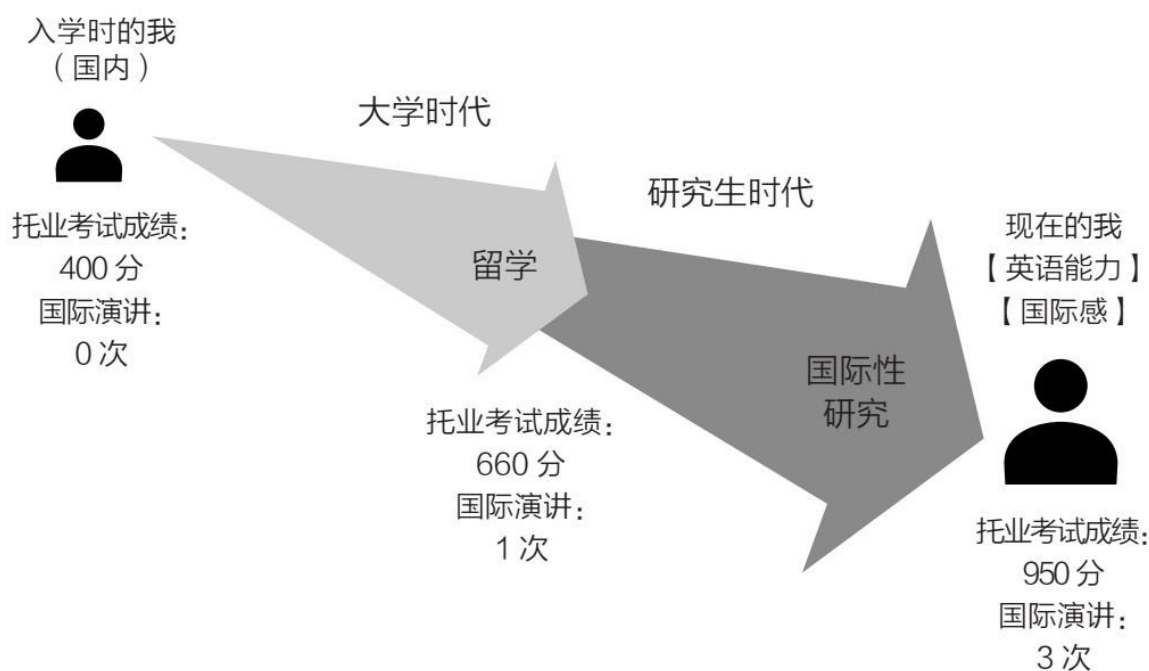 入学时的我
（国内）
托业考试成绩：
400 分
国际演讲：
0 次
大学时代
留学
托业考试成绩：
660 分
国际演讲：
1 次
研究生时代
国际性
研究
现在的我
【英语能力】
【国际感】
托业考试成绩：
950 分
国际演讲：
3 次